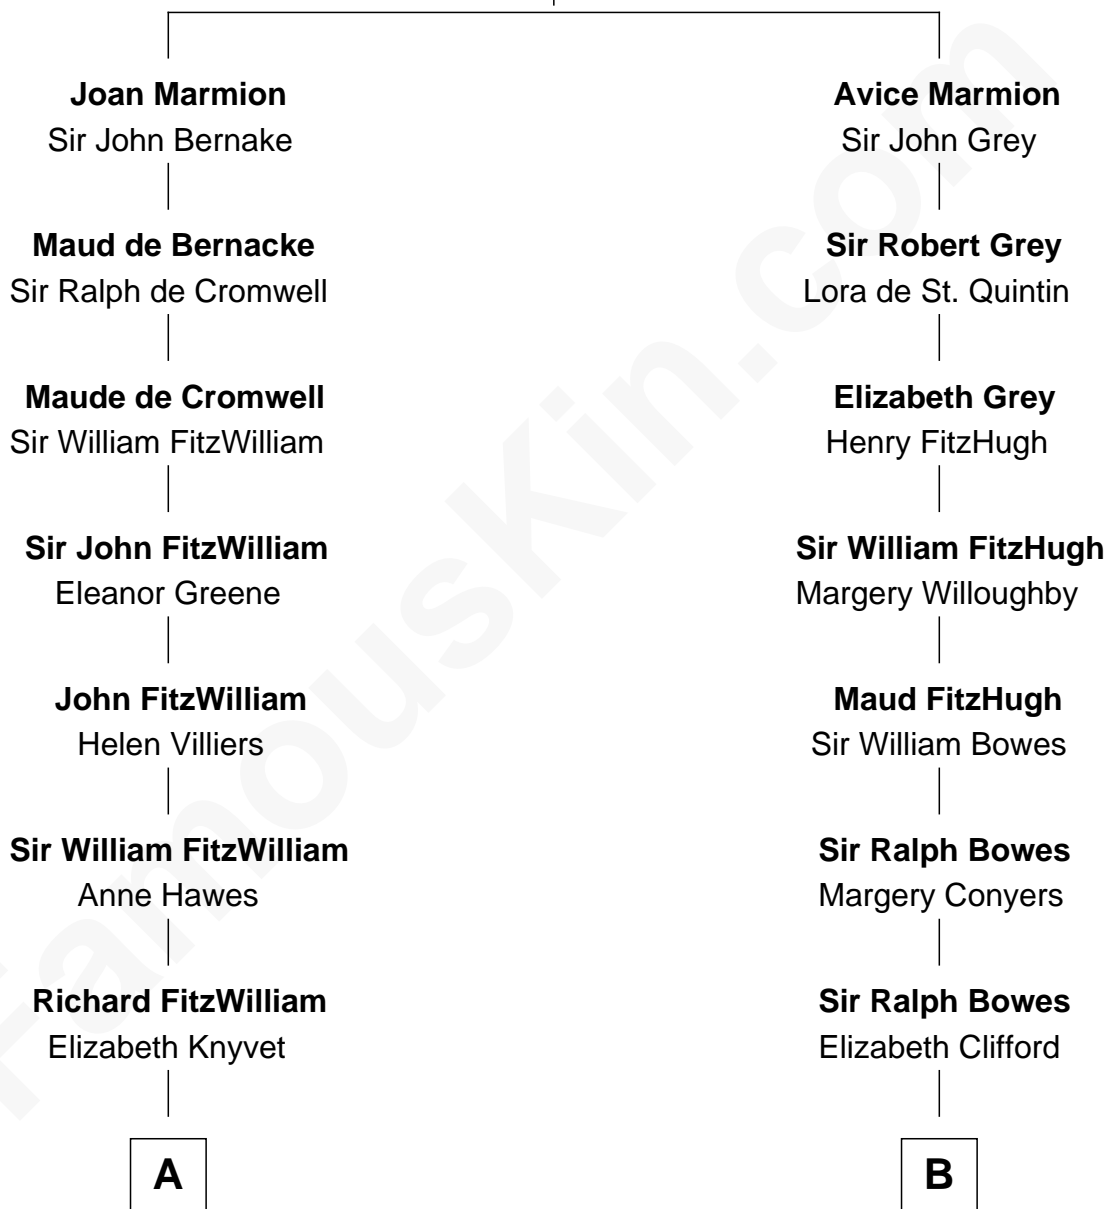 Joan Marmion
Sir John Bernake
Maud de Bernacke
Sir Ralph de Cromwell
Maude de Cromwell
Sir William FitzWilliam
Sir John FitzWilliam
Eleanor Greene
John FitzWilliam
Helen Villiers
Sir William FitzWilliam
Anne Hawes
Richard FitzWilliam
Elizabeth Knyvet
A
Avice Marmion
Sir John Grey
Sir Robert Grey
Lora de St. Quintin
Elizabeth Grey
Henry FitzHugh
Sir William FitzHugh
Margery Willoughby
Maud FitzHugh
Sir William Bowes
Sir Ralph Bowes
Margery Conyers
Sir Ralph Bowes
Elizabeth Clifford
B
FamousKin.com